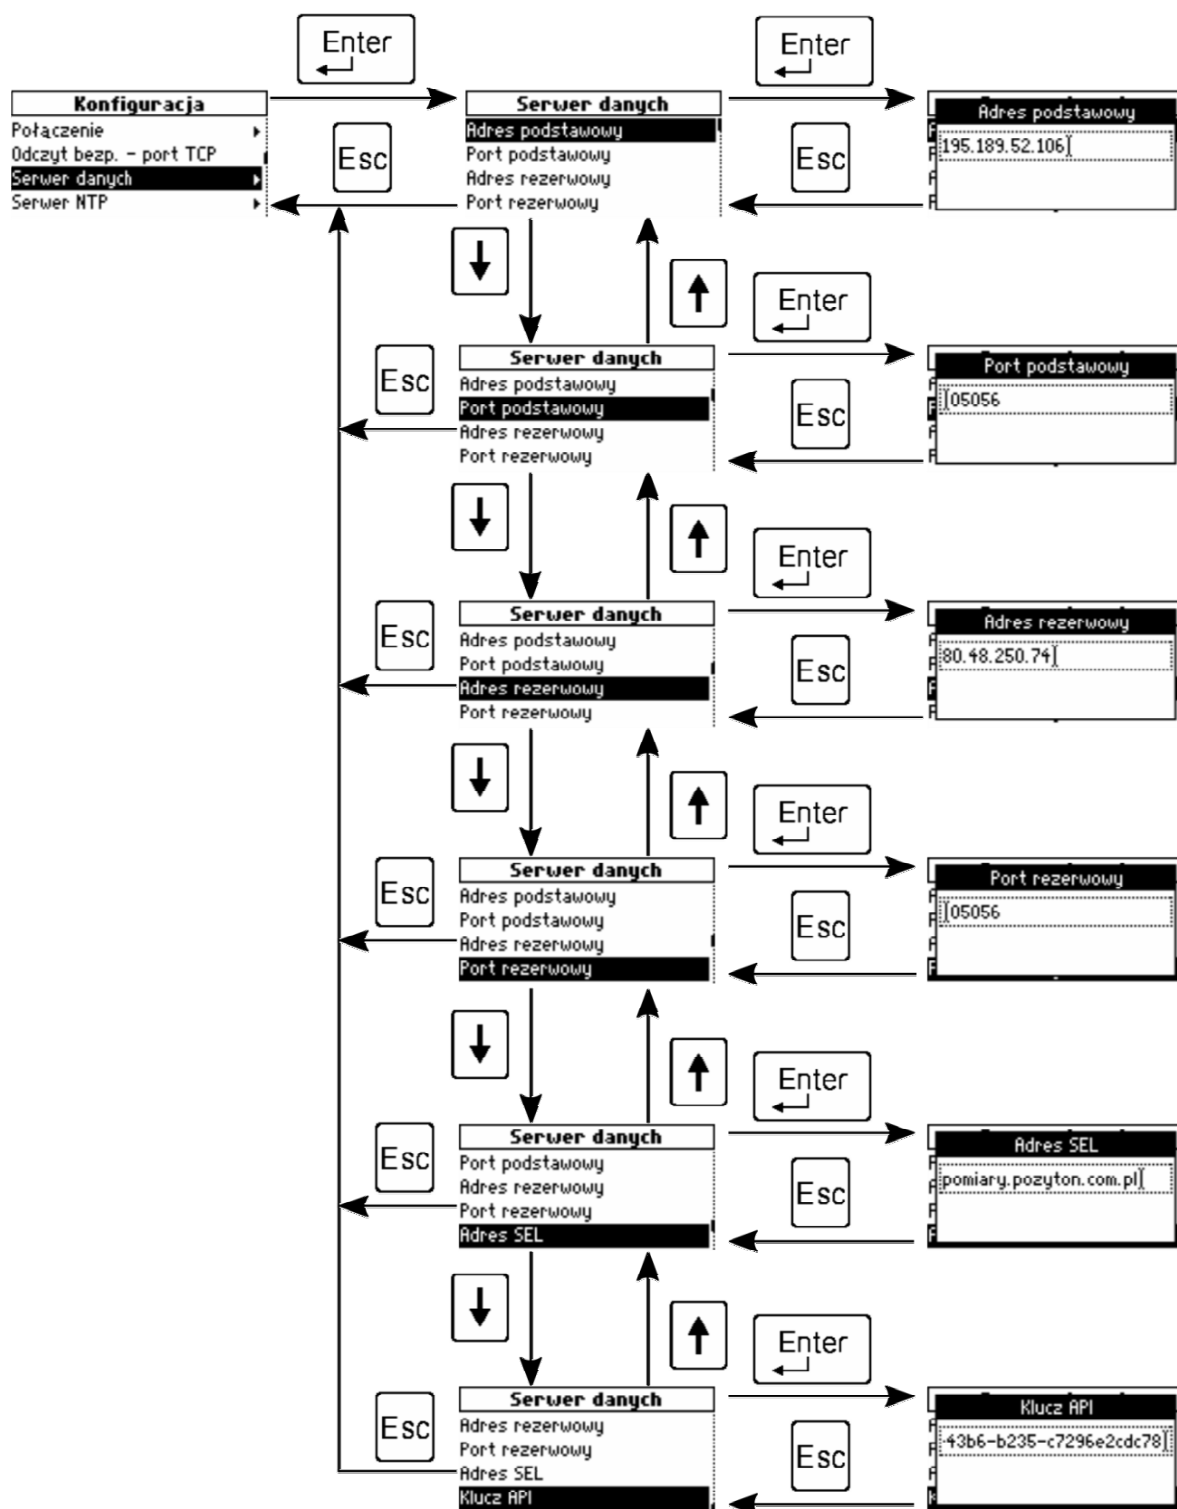 Enter
Enter
Konfiguracja
Połączenie
Odczyt bezp. - port TCP
Serwer danych
Serwer NTP
Esc
Serwer danych
Adres podstawowy
Port podstawowy
Adres rezerwowy
Port rezerwowy
Esc
Adres podstawowy
195.189.52.106
Enter
Esc
Serwer danych
Adres podstawowy
Port podstawowy
Adres rezerwowy
Port rezerwowy
Esc
Port podstawowy
05056
Enter
Esc
Serwer danych
Adres podstawowy
Port podstawowy
Adres rezerwowy
Port rezerwowy
Esc
Adres rezerwowy
80.48.250.74
Enter
Esc
Serwer danych
Adres podstawowy
Port podstawowy
Adres rezerwowy
Port rezerwowy
Esc
Port rezerwowy
05056
Enter
Esc
Serwer danych
Port podstawowy
Adres rezerwowy
Port rezerwowy
Adres SEL
Esc
Adres SEL
pomiary.pozyton.com.pl
Enter
Esc
Serwer danych
Adres rezerwowy
Port rezerwowy
Adres SEL
Klucz API
Esc
Klucz API
-43b6-b235-c7296e2cdc78